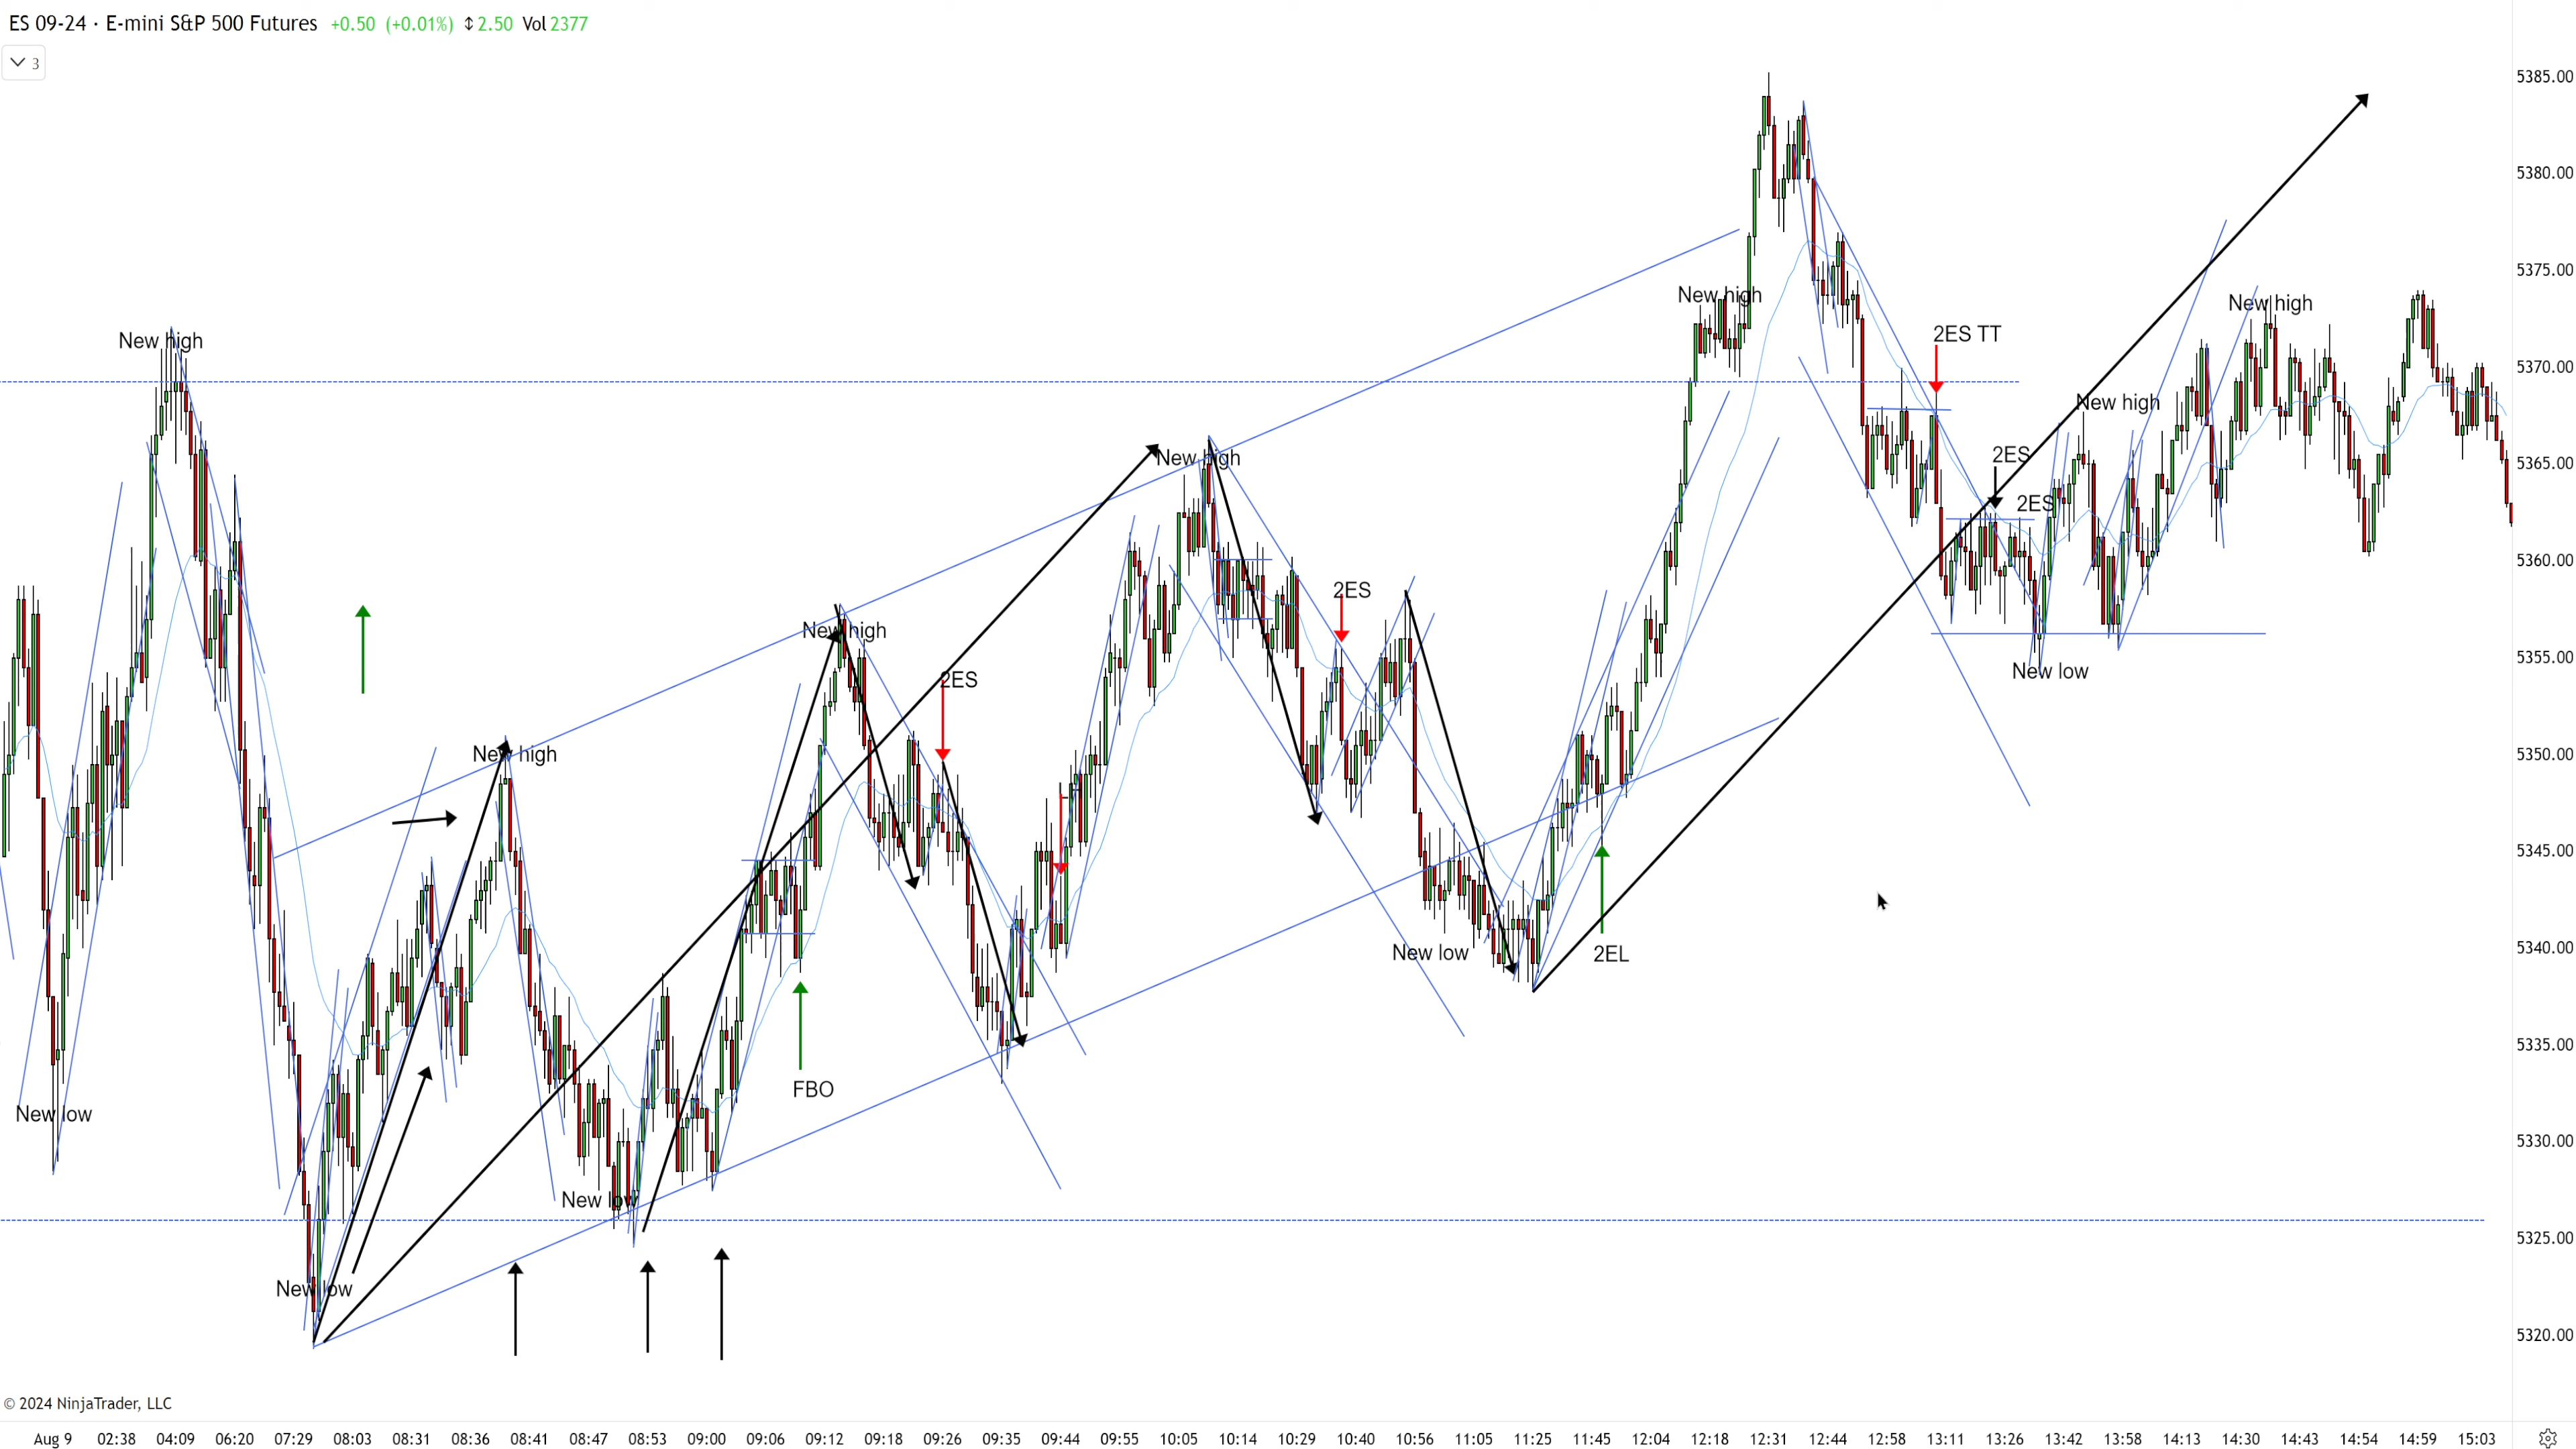 ES 09-24 · E-mini S&P 500 Futures +0.50 (+0.01%) ↕2.50 Vol 2377
3
5385.00
5380.00
5375.00
5370.00
5365.00
5360.00
5355.00
5350.00
5345.00
5340.00
5335.00
5330.00
5325.00
5320.00
New high
New low
New low
New high
New low
New high
FBO
2ES
New high
2ES
New low
2EL
New high
2ES TT
2ES
2ES
New low
New high
New high
© 2024 NinjaTrader, LLC
Aug 9 02:38 04:09 06:20 07:29 08:03 08:31 08:36 08:41 08:47 08:53 09:00 09:06 09:12 09:18 09:26 09:35 09:44 09:55 10:05 10:14 10:29 10:40 10:56 11:05 11:25 11:45 12:04 12:18 12:31 12:44 12:58 13:11 13:26 13:42 13:58 14:13 14:30 14:43 14:54 14:59 15:03